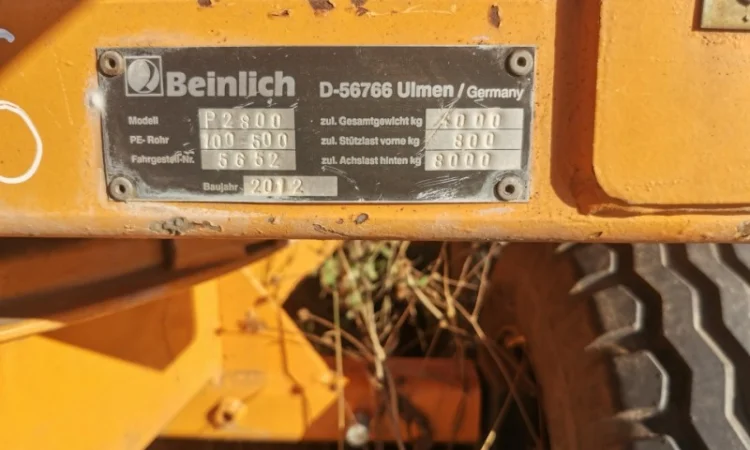 Beinlich D-56766 Ulmen / Germany
Modell P2800 zul. Gesamtgewicht kg
PE- Rohr 100-500 zul. Stützlast vorne kg 800
Fahrgestell-Nr. 5652 zul. Achslast hinten kg 8000
Baujahr 2012